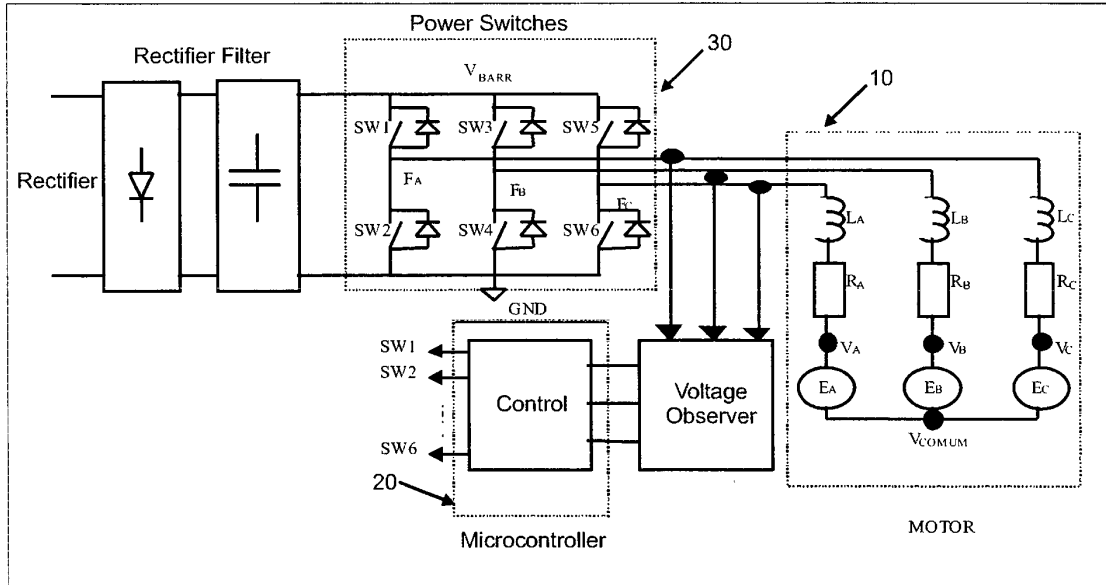 Power Switches
Rectifier Filter
30
V BARR
10
SW1
SW3
SW5
Rectifier
FA
FB
FC
LA
LB
LC
SW2
SW4
SW6
RA
RB
RC
GND
SW1
SW2
VA
VB
VC
Control
Voltage
Observer
EA
EB
EC
SW6
VCOMUM
20
Microcontroller
MOTOR